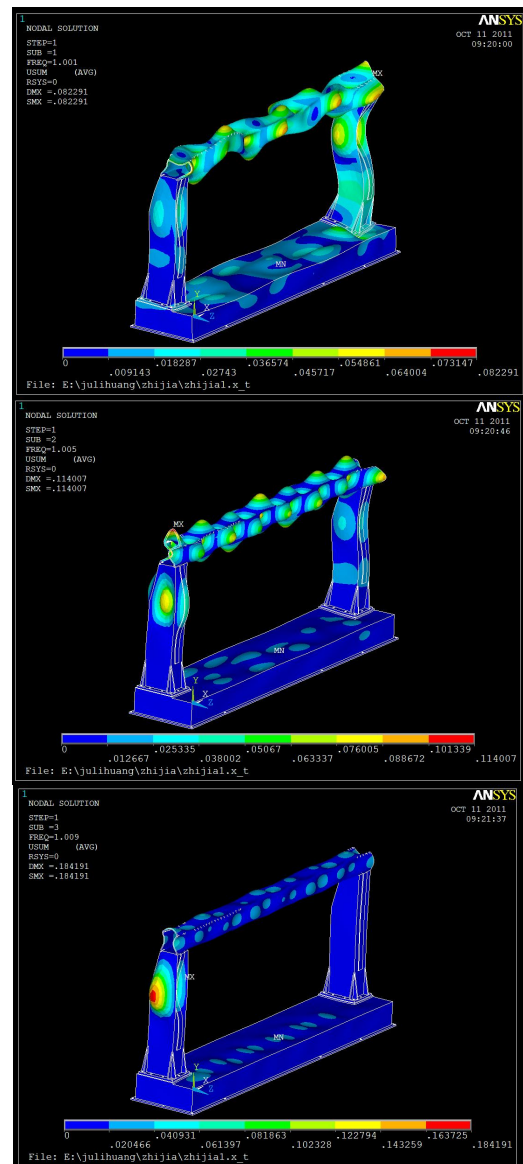 1
ANSYS
NODAL SOLUTION
OCT 11 2011
09:20:00
STEP=1
SUB =1
FREQ=1.001
USUM (AVG)
RSYS=0
DMX =.082291
SMX =.082291
MX
MN
Y
X
Z
0 .018287 .036574 .054861 .073147
.009143 .02743 .045717 .064004 .082291
File: E:\julihuang\zhijia\zhijia1.x_t
1
ANSYS
NODAL SOLUTION
OCT 11 2011
09:20:46
STEP=1
SUB =2
FREQ=1.005
USUM (AVG)
RSYS=0
DMX =.114007
SMX =.114007
MX
MN
Y
X
Z
0 .025335 .05067 .076005 .101339
.012667 .038002 .063337 .088672 .114007
File: E:\julihuang\zhijia\zhijia1.x_t
1
ANSYS
NODAL SOLUTION
OCT 11 2011
09:21:37
STEP=1
SUB =3
FREQ=1.009
USUM (AVG)
RSYS=0
DMX =.184191
SMX =.184191
MX
MN
Y
X
Z
0 .040931 .081863 .122794 .163725
.020466 .061397 .102328 .143259 .184191
File: E:\julihuang\zhijia\zhijia1.x_t